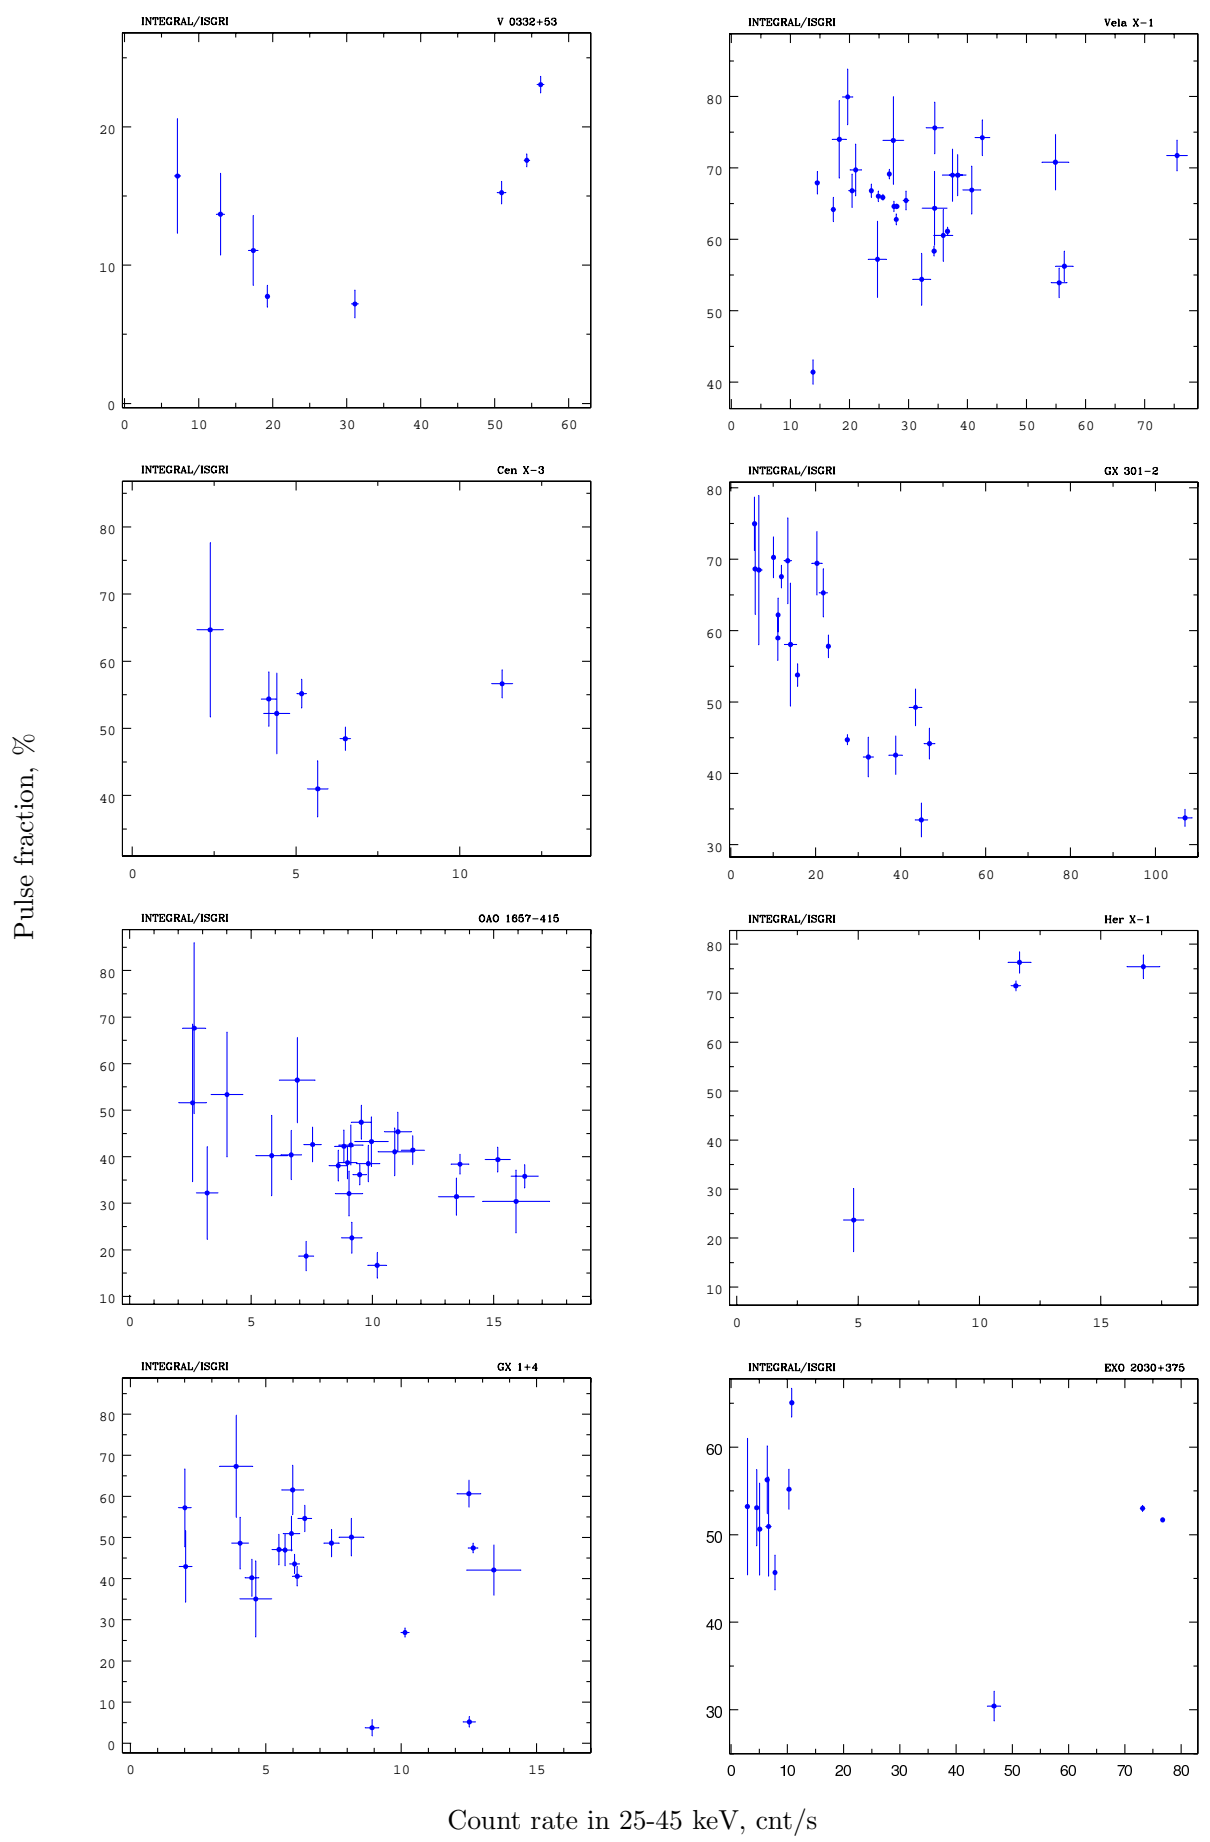 INTEGRAL/ISGRI V 0332+53
20
10
0
0 10 20 30 40 50 60
INTEGRAL/ISGRI Vela X-1
80
70
60
50
40
0 10 20 30 40 50 60 70
INTEGRAL/ISGRI Cen X-3
80
70
60
50
40
0 5 10
INTEGRAL/ISGRI GX 301-2
80
70
60
50
40
30
0 20 40 60 80 100
Pulse fraction, %
INTEGRAL/ISGRI OAO 1657-415
80
70
60
50
40
30
20
10
0 5 10 15
INTEGRAL/ISGRI Her X-1
80
70
60
50
40
30
20
10
0 5 10 15
INTEGRAL/ISGRI GX 1+4
80
70
60
50
40
30
20
10
0
0 5 10 15
INTEGRAL/ISGRI EXO 2030+375
60
50
40
30
0 10 20 30 40 50 60 70 80
Count rate in 25-45 keV, cnt/s